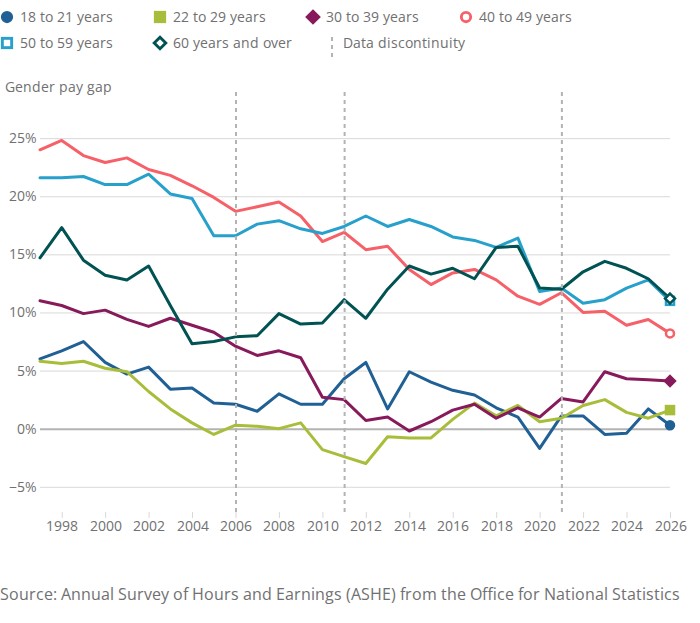 18 to 21 years 22 to 29 years 30 to 39 years 40 to 49 years
50 to 59 years 60 years and over Data discontinuity
Gender pay gap
25%
20%
15%
10%
5%
0%
−5%
1998 2000 2002 2004 2006 2008 2010 2012 2014 2016 2018 2020 2022 2024 2026
Source: Annual Survey of Hours and Earnings (ASHE) from the Office for National Statistics